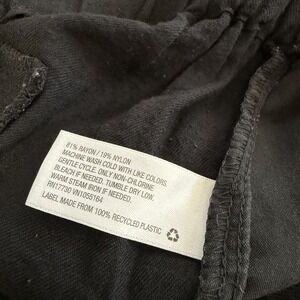 81% RAYON / 19% NYLON
MACHINE WASH COLD WITH LIKE COLORS.
GENTLE CYCLE. ONLY NON-CHLORINE
BLEACH IF NEEDED. TUMBLE DRY LOW.
WARM STEAM IRON IF NEEDED.
RN17730 VN1055164
LABEL MADE FROM 100% RECYCLED PLASTIC